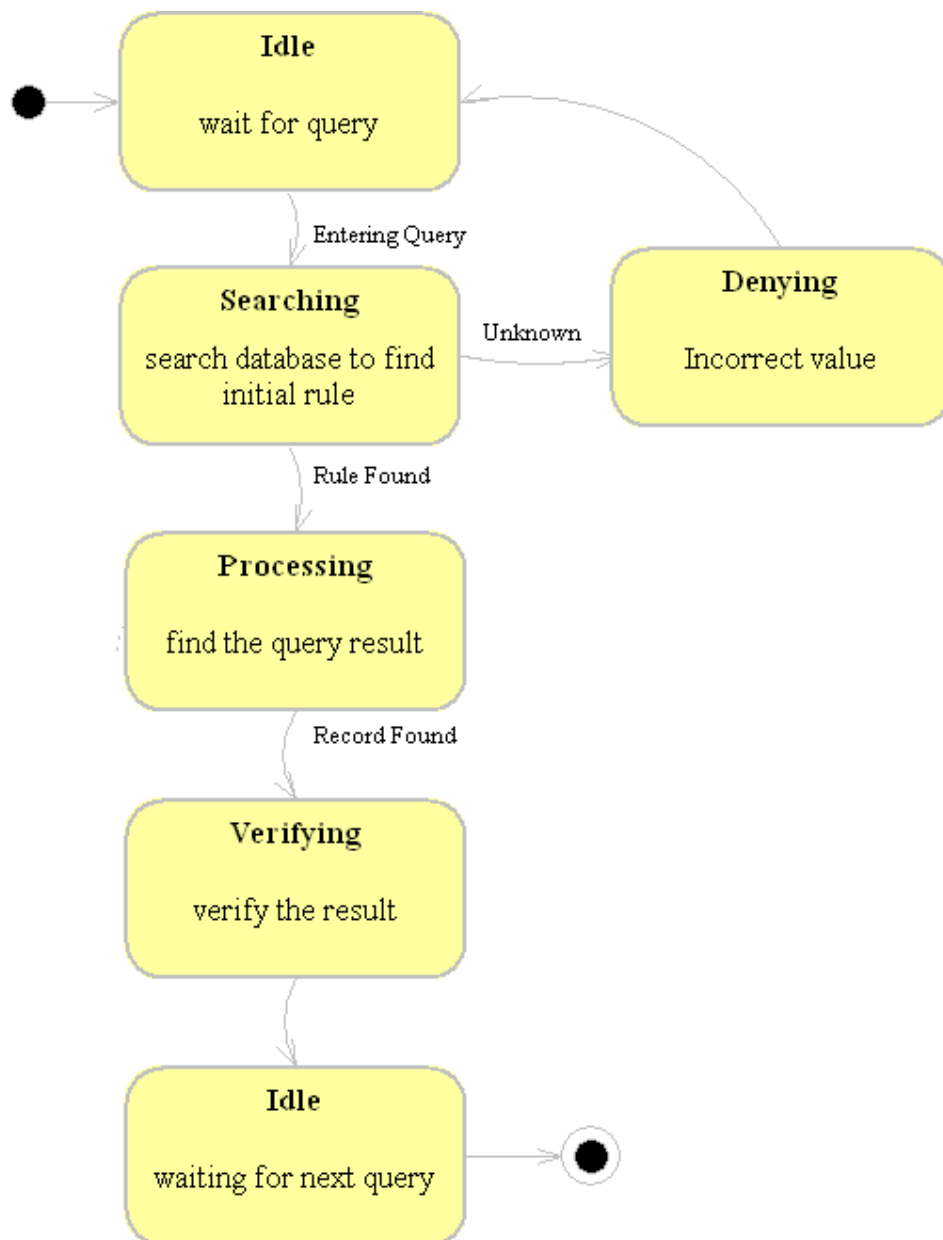 Idle
wait for query
Entering Query
Searching
search database to find
initial rule
Unknown
Denying
Incorrect value
Rule Found
Processing
find the query result
Record Found
Verifying
verify the result
Idle
waiting for next query